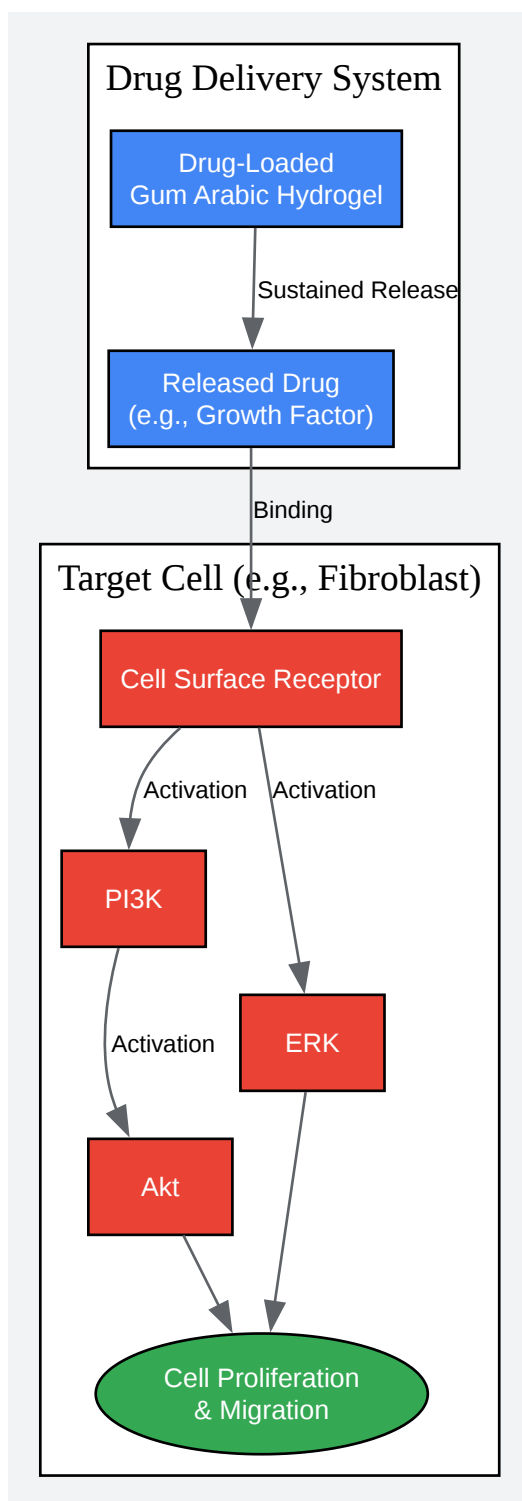 Drug Delivery System
Drug-Loaded
Gum Arabic Hydrogel
Sustained Release
Released Drug
(e.g., Growth Factor)
Binding
Target Cell (e.g., Fibroblast)
Cell Surface Receptor
Activation
Activation
PI3K
Activation
ERK
Akt
Cell Proliferation
& Migration